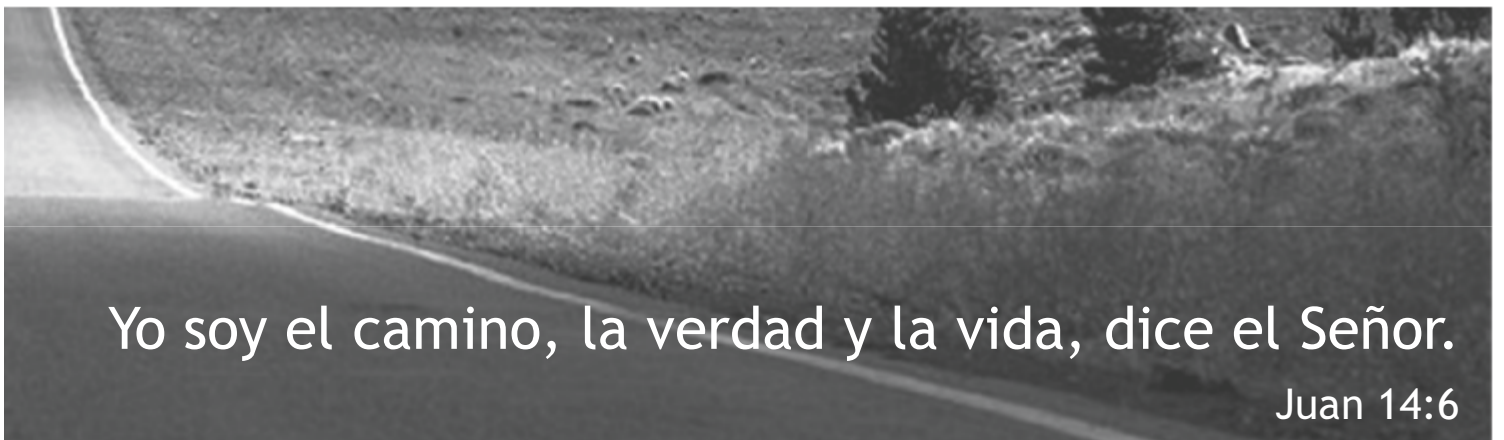 Yo soy el camino, la verdad y la vida, dice el Señor.
Juan 14:6